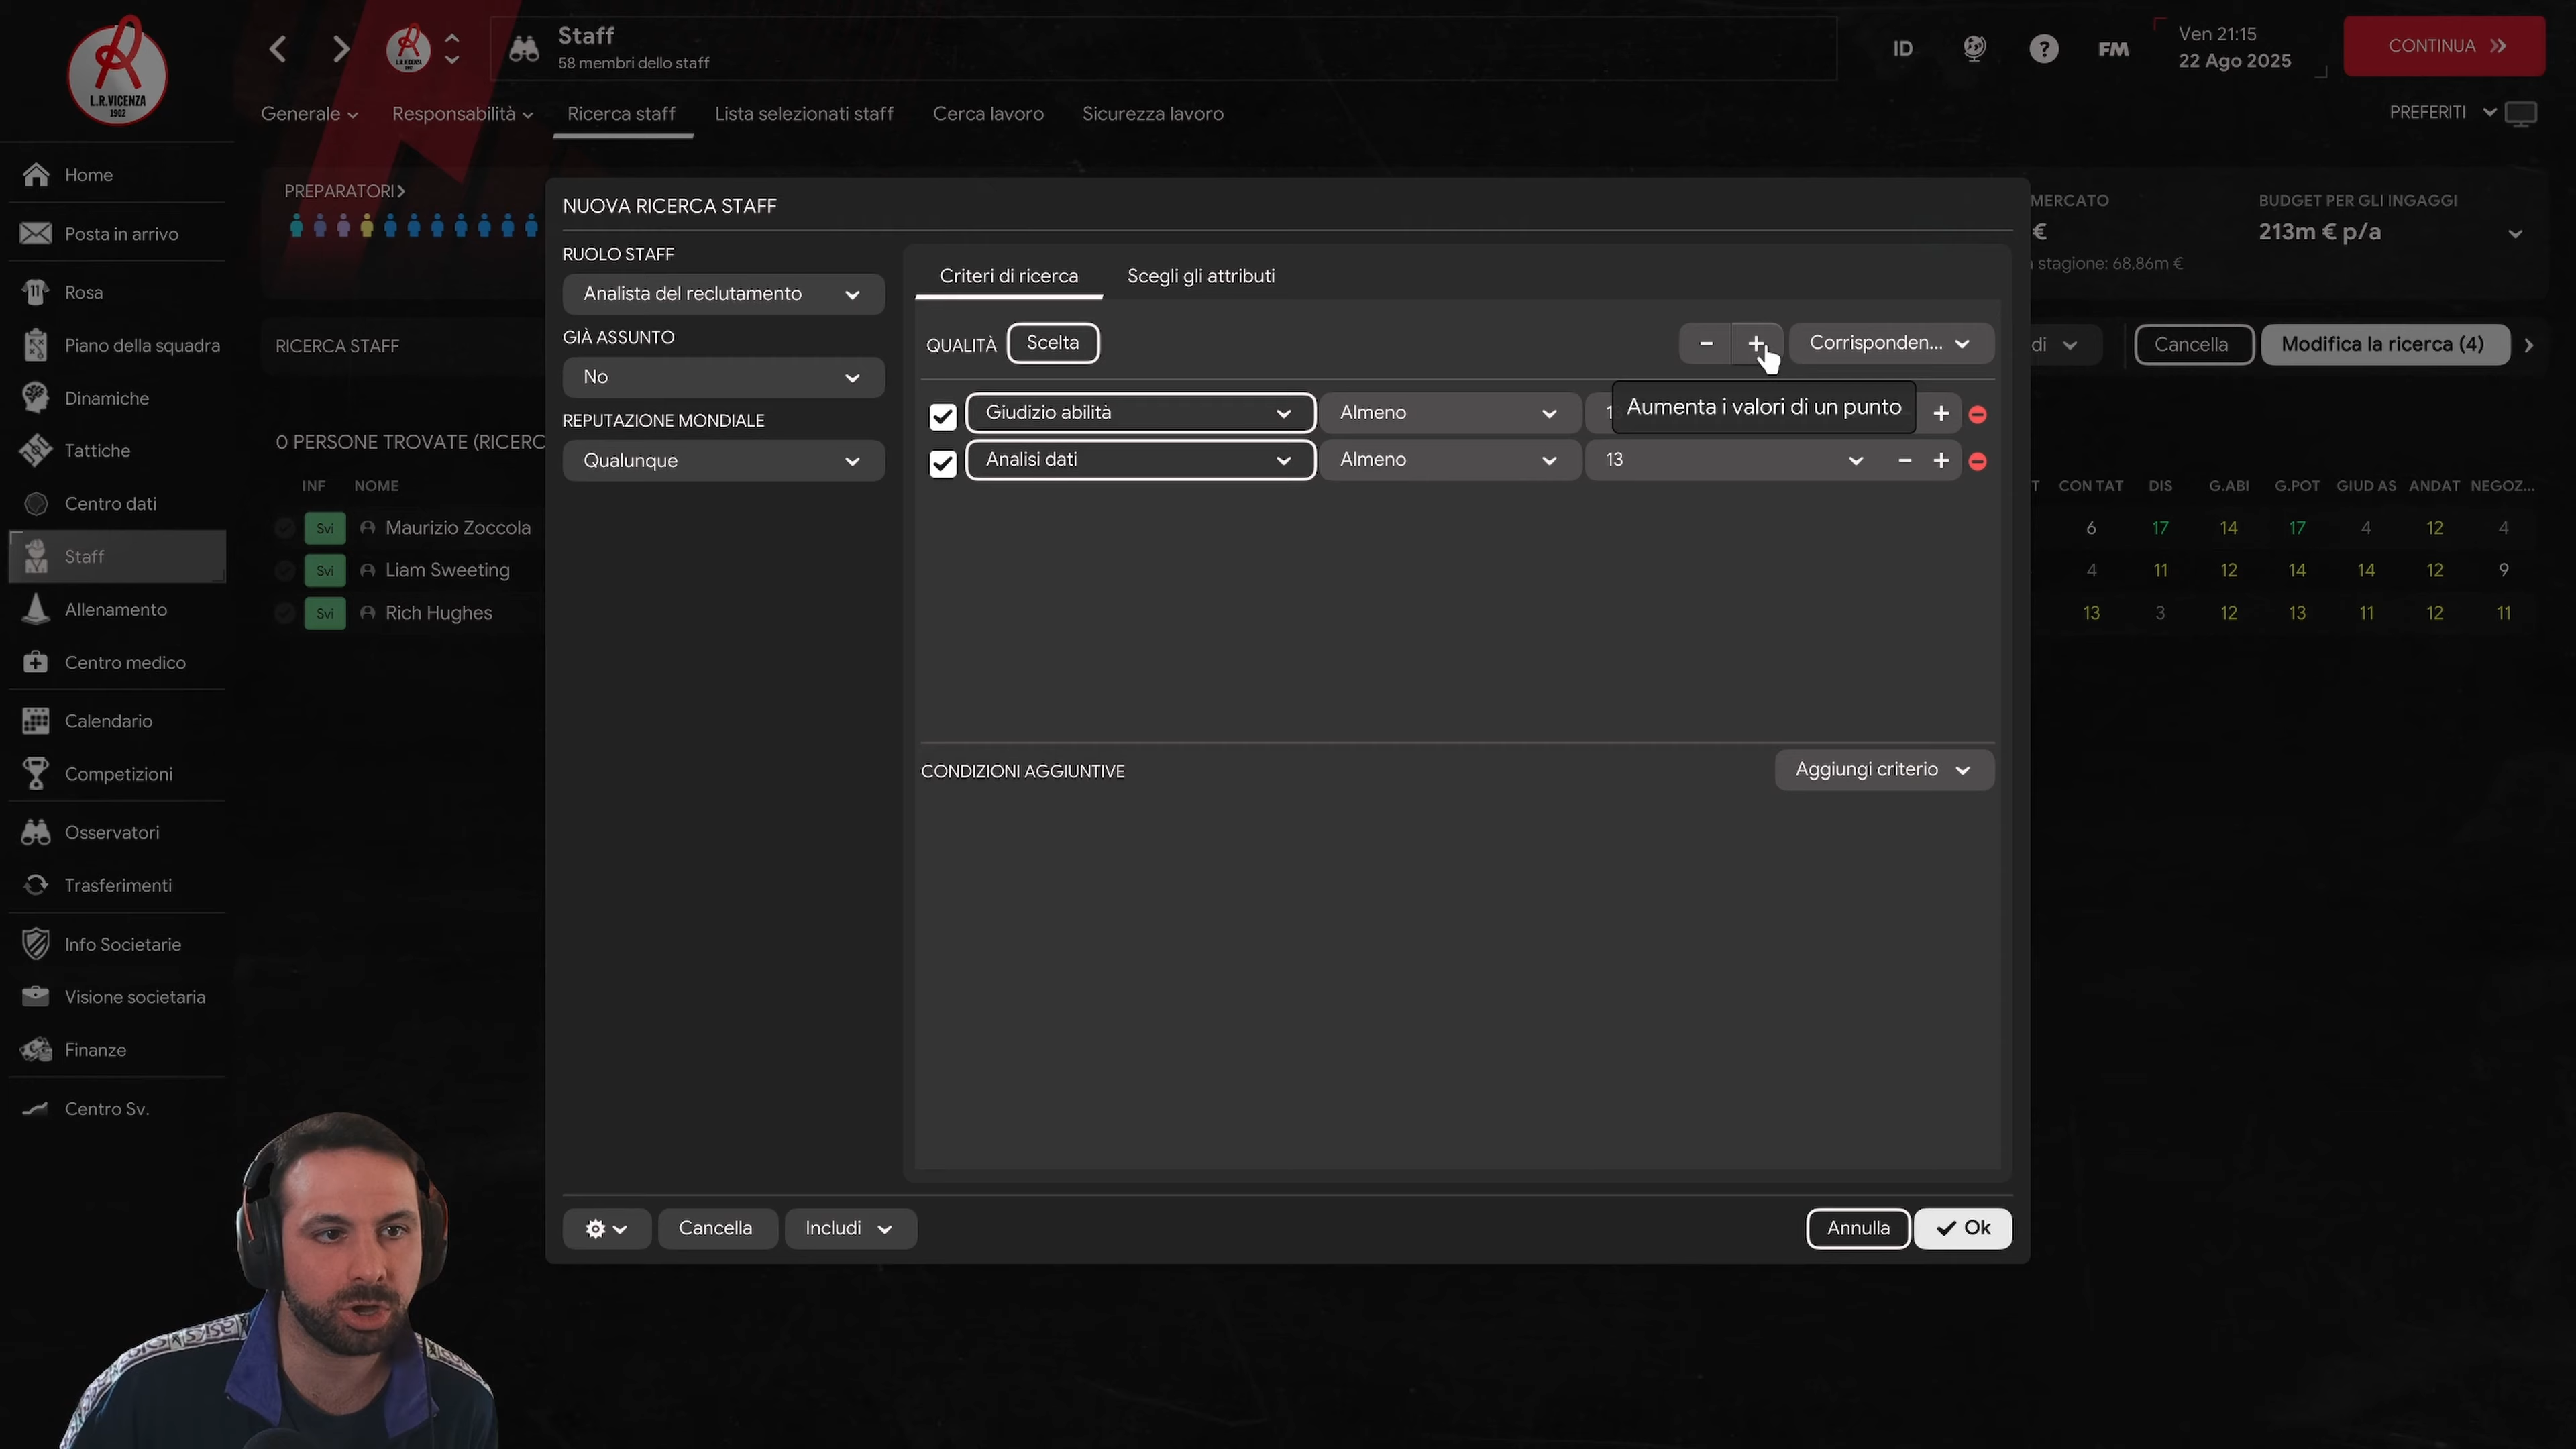 L.R.VICENZA
1902
Staff
58 membri dello staff
ID
FM
Ven 21:15
22 Ago 2025
CONTINUA
Generale
Responsabilità
Ricerca staff
Lista selezionati staff
Cerca lavoro
Sicurezza lavoro
PREFERITI
Home
Posta in arrivo
Rosa
Piano della squadra
Dinamiche
Tattiche
Centro dati
Staff
Allenamento
Centro medico
Calendario
Competizioni
Osservatori
Trasferimenti
Info Societarie
Visione societaria
Finanze
Centro Sv.
PREPARATORI
MERCATO
€
stagione: 68,86m €
BUDGET PER GLI INGAGGI
213m € p/a
RICERCA STAFF
di
Cancella
Modifica la ricerca (4)
0 PERSONE TROVATE (RICERC
INF NOME
T CON TAT DIS G.ABI G.POT GIUD AS ANDAT NEGOZ...
Svi Maurizio Zoccola 6 17 14 17 4 12 4
Svi Liam Sweeting 4 11 12 14 14 12 9
Svi Rich Hughes 13 3 12 13 11 12 11
NUOVA RICERCA STAFF
RUOLO STAFF
Analista del reclutamento
GIÀ ASSUNTO
No
REPUTAZIONE MONDIALE
Qualunque
Criteri di ricerca
Scegli gli attributi
QUALITÀ
Scelta
- +
Corrisponden...
Aumenta i valori di un punto
Giudizio abilità Almeno 1 +
Analisi dati Almeno 13 - +
CONDIZIONI AGGIUNTIVE
Aggiungi criterio
Cancella
Includi
Annulla
Ok